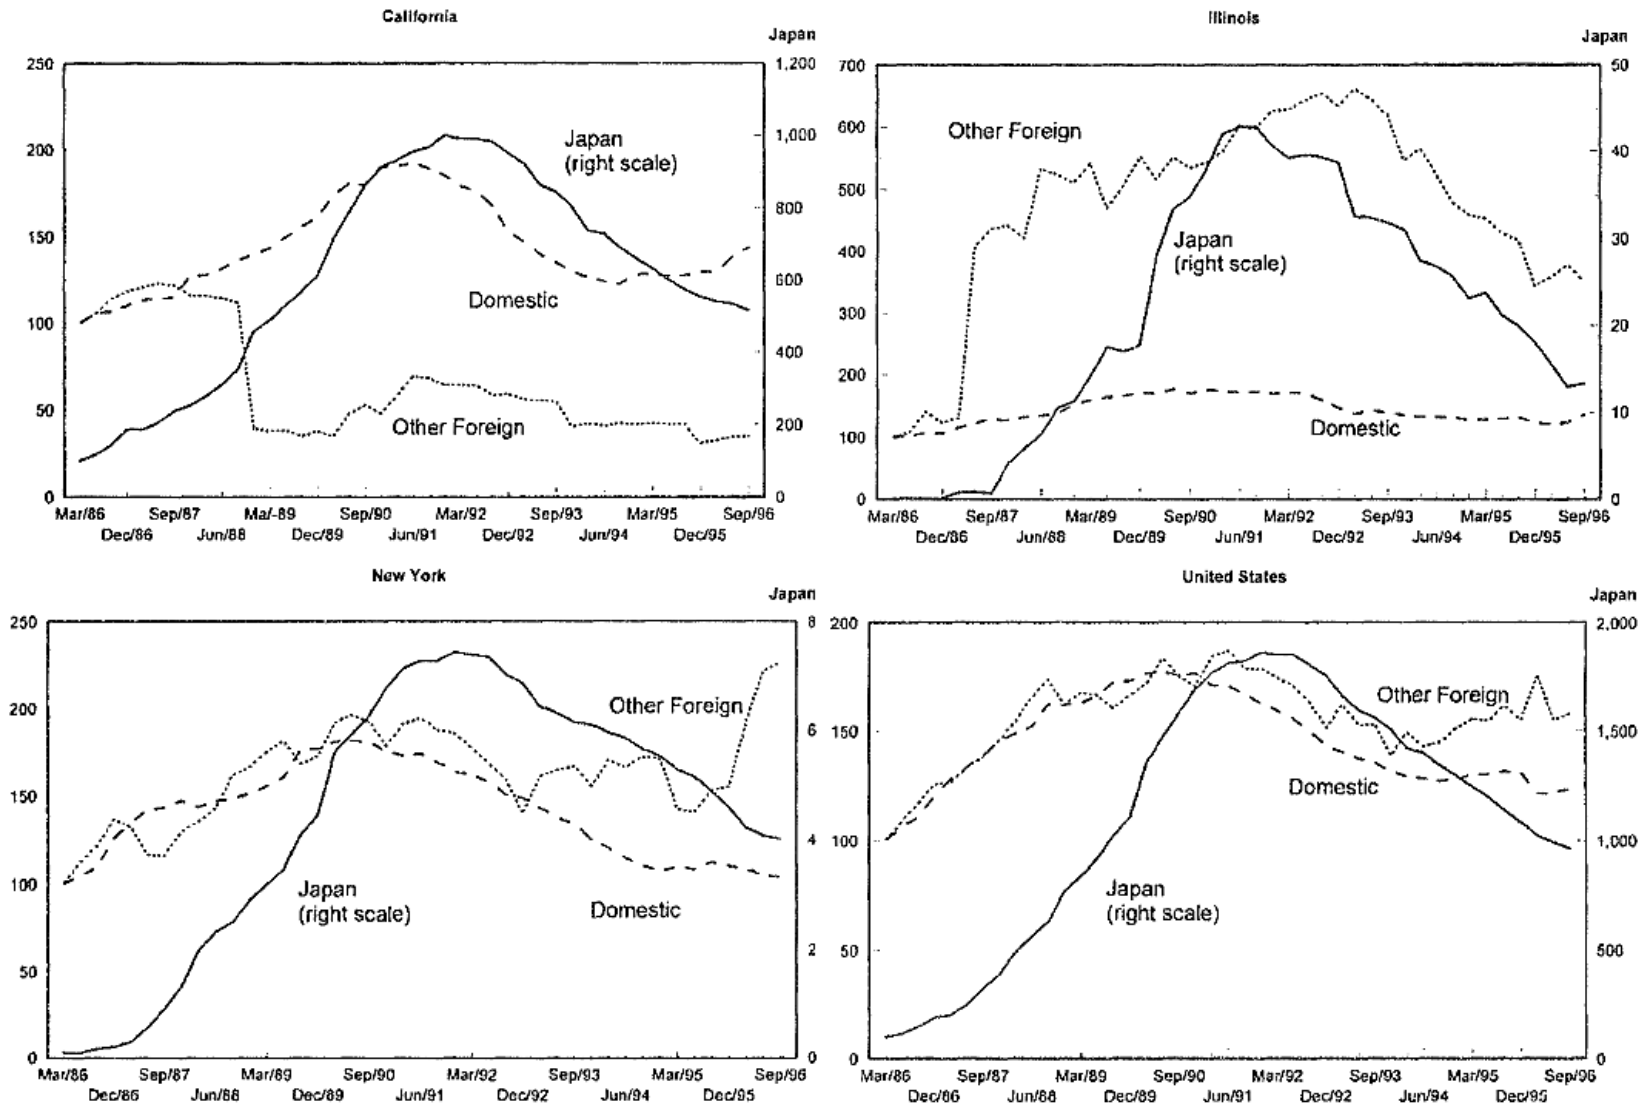 California
Japan
250
200
150
100
50
0
1,200
1,000
800
600
400
200
0
Japan
(right scale)
Domestic
Other Foreign
Mar/86 Sep/87 Mar-89 Sep/90 Mar/92 Sep/93 Mar/95 Sep/96
Dec/86 Jun/88 Dec/89 Jun/91 Dec/92 Jun/94 Dec/95
Illinois
Japan
700
600
500
400
300
200
100
0
50
40
30
20
10
0
Other Foreign
Japan
(right scale)
Domestic
Mar/86 Sep/87 Mar/89 Sep/90 Mar/92 Sep/93 Mar/95 Sep/96
Dec/86 Jun/88 Dec/89 Jun/91 Dec/92 Jun/94 Dec/95
New York
Japan
250
200
150
100
50
0
8
6
4
2
0
Other Foreign
Japan
(right scale)
Domestic
Mar/86 Sep/87 Mar/89 Sep/90 Mar/92 Sep/93 Mar/95 Sep/96
Dec/86 Jun/88 Dec/89 Jun/91 Dec/92 Jun/94 Dec/95
United States
Japan
200
150
100
50
0
2,000
1,500
1,000
500
0
Other Foreign
Domestic
Japan
(right scale)
Mar/86 Sep/87 Mar/89 Sep/90 Mar/92 Sep/93 Mar/95 Sep/96
Dec/86 Jun/88 Dec/89 Jun/91 Dec/92 Jun/94 Dec/95